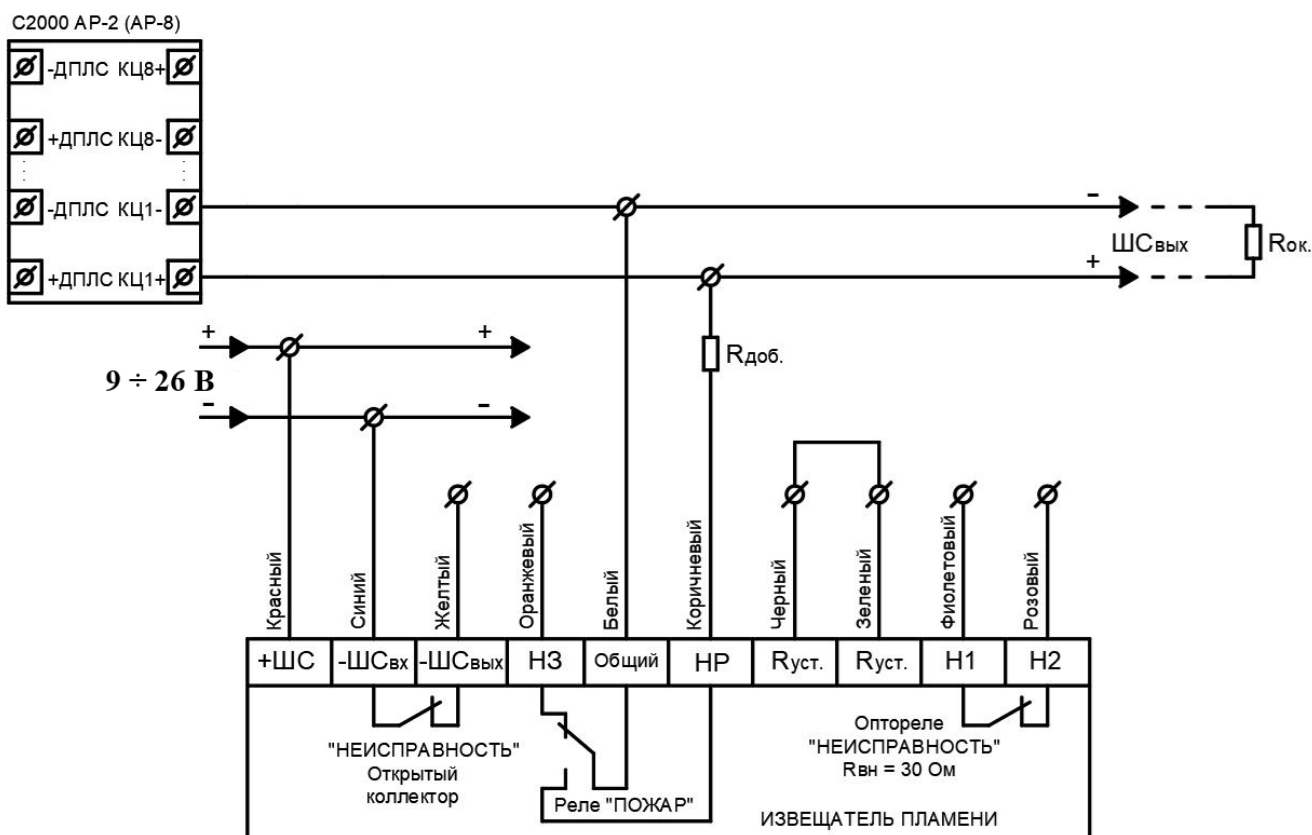 С2000 АР-2 (АР-8)
-ДПЛС КЦ8+
+ДПЛС КЦ8-
-ДПЛС КЦ1-
+ДПЛС КЦ1+
-
ШСвых
+
Rок.
+ +
9 ÷ 26 В
- -
Rдоб.
Красный
Синий
Желтый
Оранжевый
Белый
Коричневый
Черный
Зеленый
Фиолетовый
Розовый
+ШС -ШСвх -ШСвых НЗ Общий НР Rуст. Rуст. Н1 Н2
"НЕИСПРАВНОСТЬ"
Открытый
коллектор
Реле "ПОЖАР"
Оптореле
"НЕИСПРАВНОСТЬ"
Rвн = 30 Ом
ИЗВЕЩАТЕЛЬ ПЛАМЕНИ